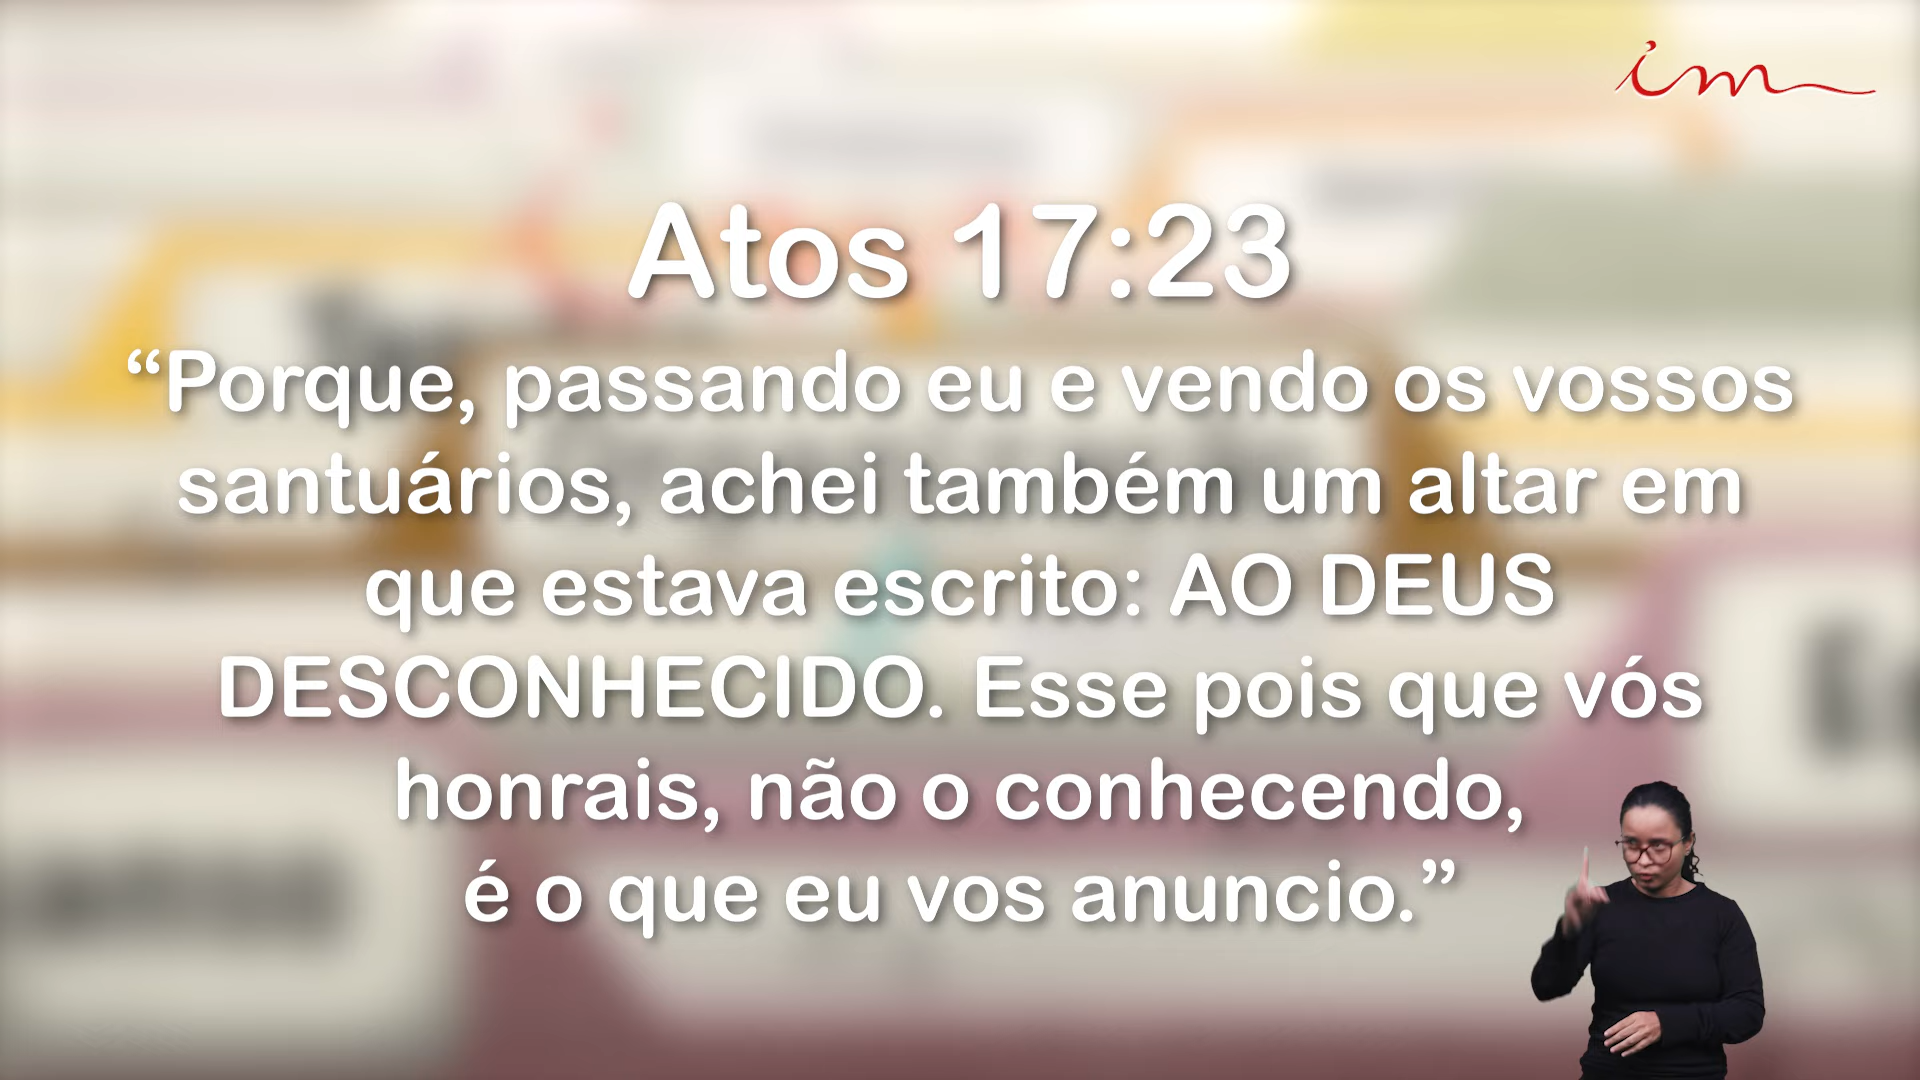 im
Atos 17:23
“Porque, passando eu e vendo os vossos
santuários, achei também um altar em
que estava escrito: AO DEUS
DESCONHECIDO. Esse pois que vós
honrais, não o conhecendo,
é o que eu vos anuncio.”